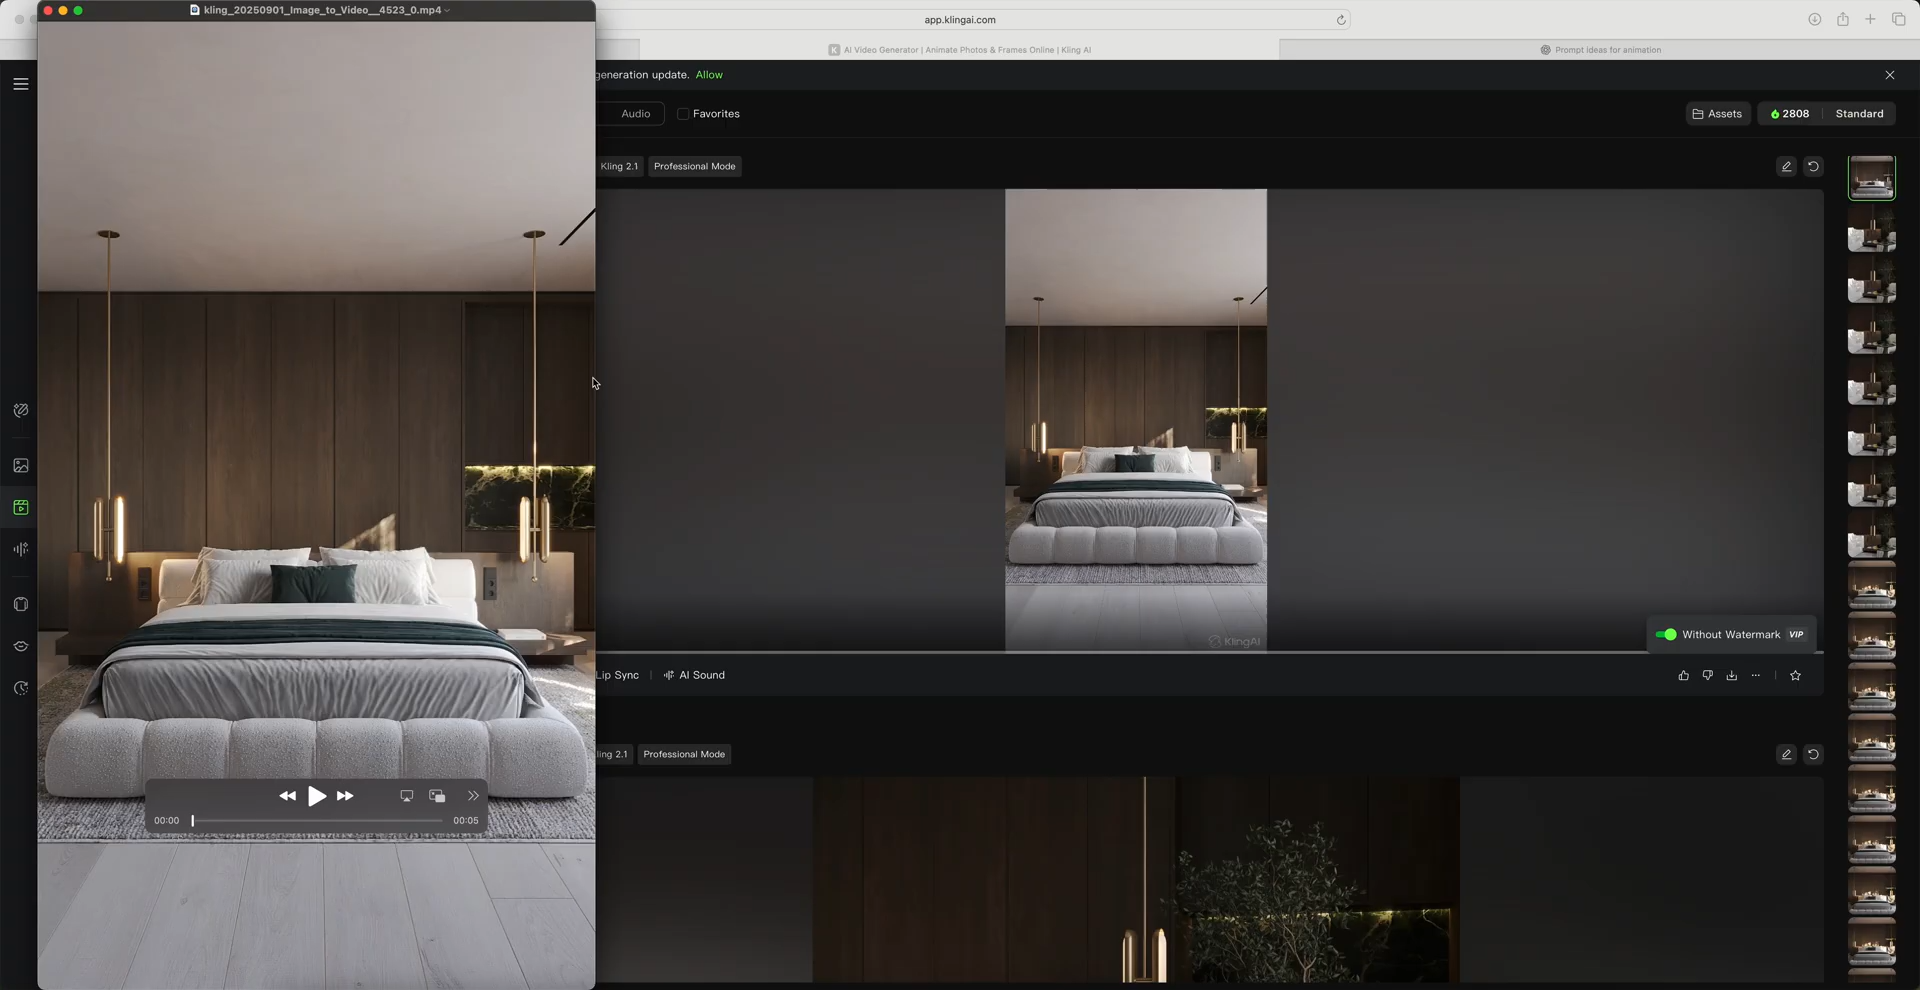 kling_20250901_Image_to_Video__4523_0.mp4
app.klingai.com
AI Video Generator | Animate Photos & Frames Online | Kling AI
Prompt ideas for animation
generation update. Allow
Audio
Favorites
Assets
2808
Standard
Kling 2.1
Professional Mode
KlingAI
Without Watermark VIP
Lip Sync
AI Sound
ling 2.1
Professional Mode
00:00
00:05